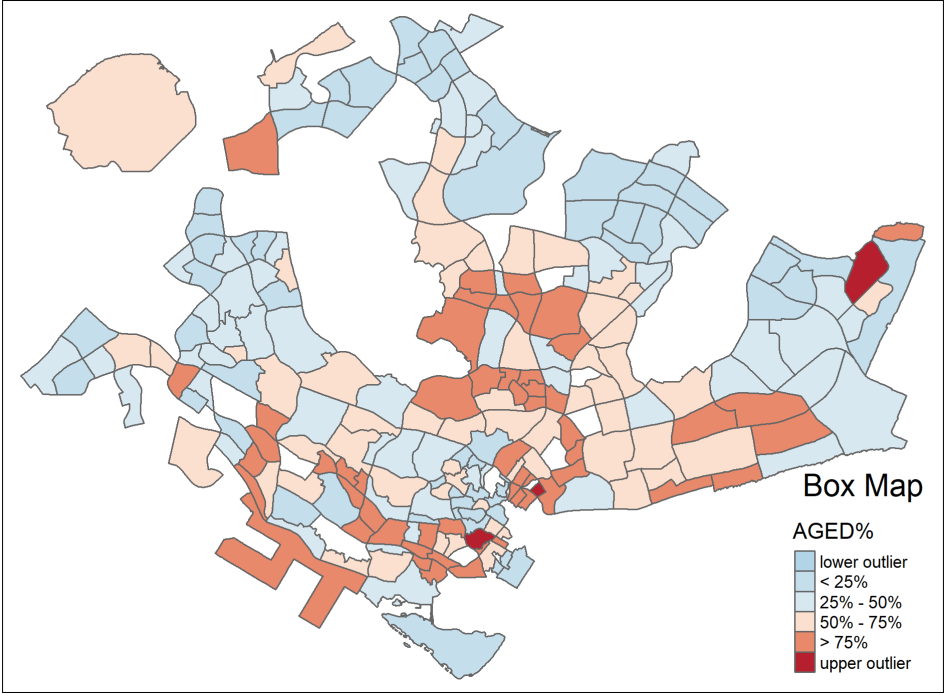 Box Map
AGED%
lower outlier
< 25%
25% - 50%
50% - 75%
> 75%
upper outlier